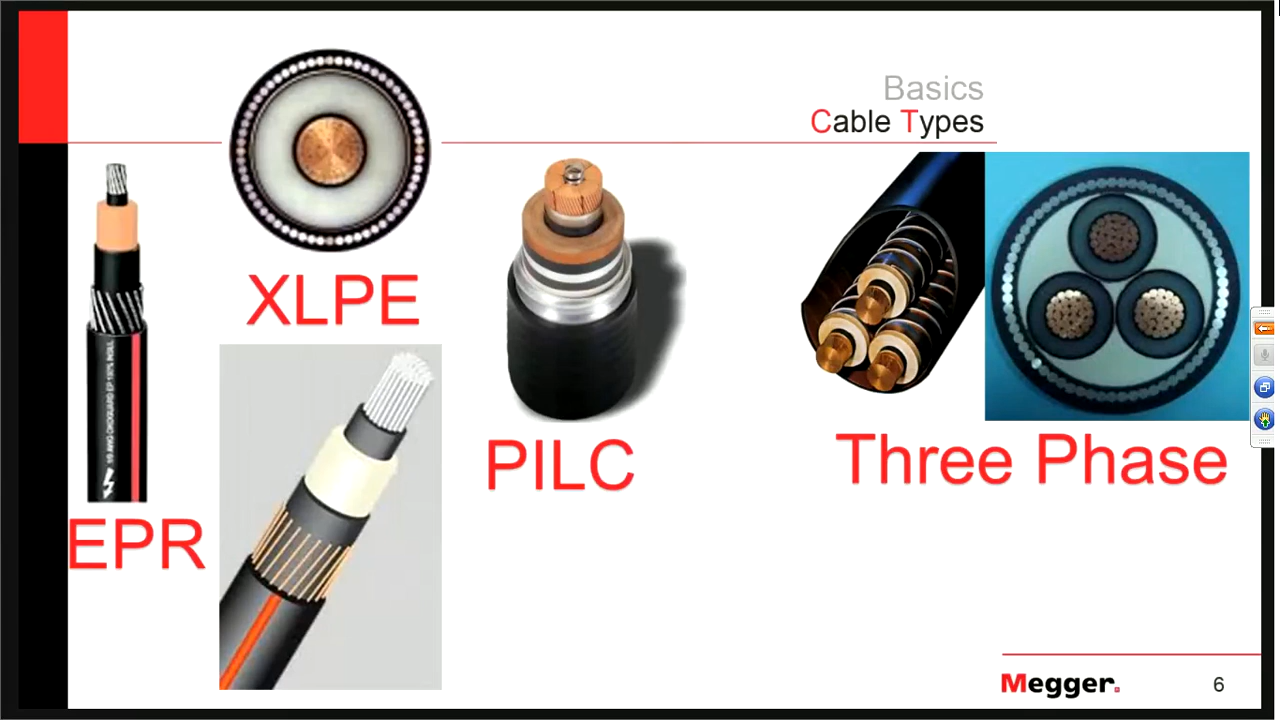 Basics
Cable Types
XLPE
PILC
Three Phase
EPR
Megger.
6